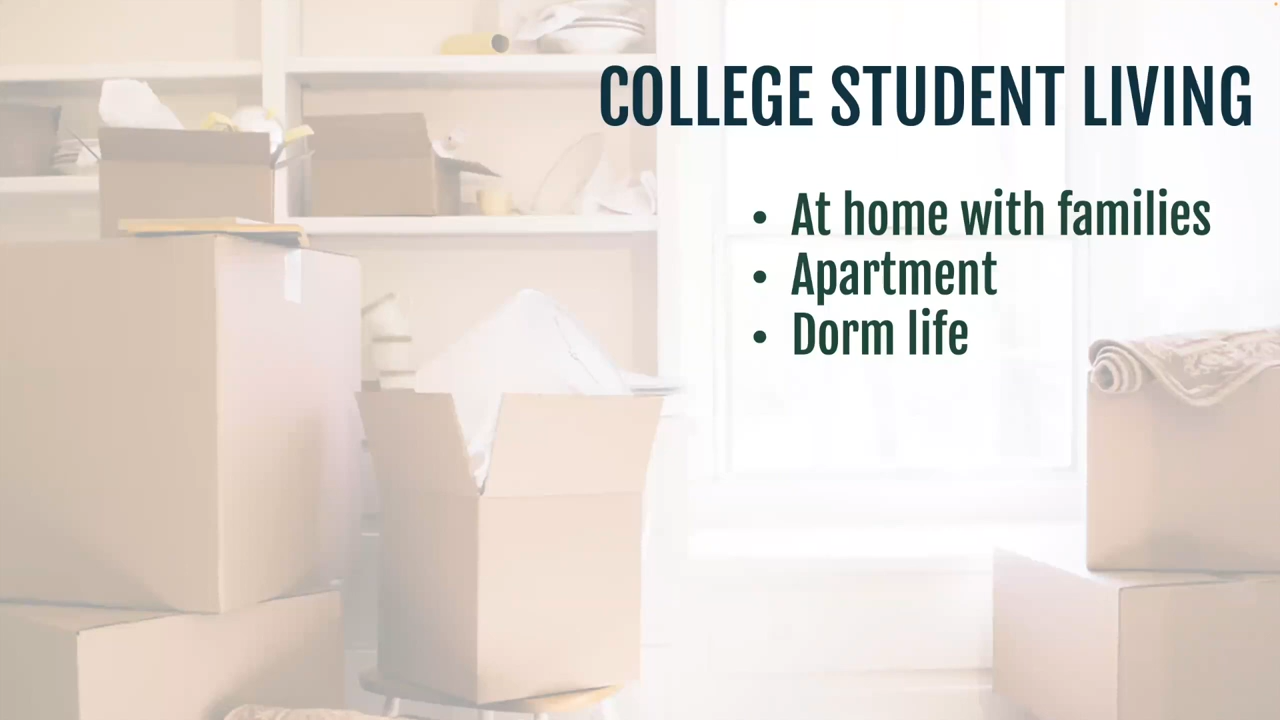 COLLEGE STUDENT LIVING
• At home with families
• Apartment
• Dorm life